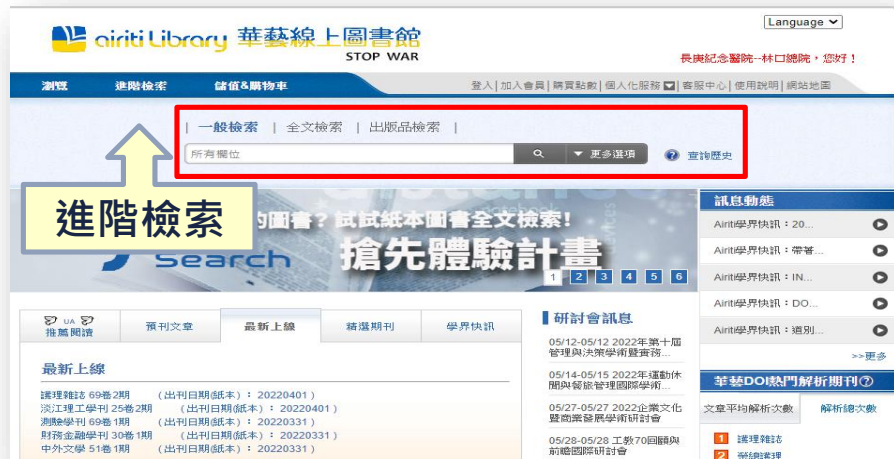 Language
airiti Library 華藝線上圖書館
STOP WAR
長庚紀念醫院--林口總院，您好！
瀏覽 進階檢索 儲值&購物車 登入|加入會員|購買點數|個人化服務|客服中心|使用說明|網站地圖
| 一般檢索 | 全文檢索 | 出版品檢索 |
所有欄位 更多選項 查詢歷史
進階檢索
的圖書？試試紙本圖書全文檢索!
Search 搶先體驗計畫
1 2 3 4 5 6
訊息動態
Airiti學界快訊：20...
Airiti學界快訊：帶著...
Airiti學界快訊：IN...
Airiti學界快訊：DO...
Airiti學界快訊：道別...
>>更多
UA
推薦閱讀 預刊文章 最新上線 精選期刊 學界快訊
最新上線
護理雜誌 69卷2期 (出刊日期(紙本)：20220401)
淡江理工學刊 25卷2期 (出刊日期(紙本)：20220401)
測驗學刊 69卷1期 (出刊日期(紙本)：20220331)
財務金融學刊 30卷1期 (出刊日期(紙本)：20220331)
中外文學 51卷1期 (出刊日期(紙本)：20220331)
研討會訊息
05/12-05/12 2022年第十屆
管理與決策學術暨實務...
05/14-05/15 2022年運動休
閒與餐旅管理國際學術...
05/27-05/27 2022企業文化
暨商業發展學術研討會
05/28-05/28 工教70回顧與
前瞻國際研討會
華藝DOI熱門解析期刊?
文章平均解析次數 解析總次數
1 護理雜誌
2 榮總護理